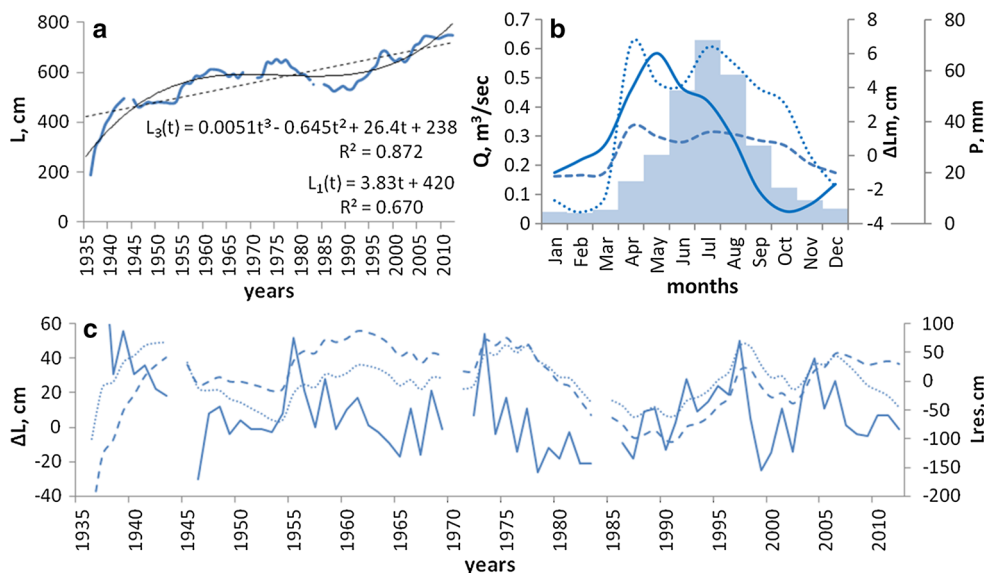 a
800
600
400
200
0
L, cm
L₃(t) = 0.0051t³ - 0.645t² + 26.4t + 238
R² = 0.872
L₁(t) = 3.83t + 420
R² = 0.670
1935 1940 1945 1950 1955 1960 1965 1970 1975 1980 1985 1990 1995 2000 2005 2010
years
b
0.7
0.6
0.5
0.4
0.3
0.2
0.1
0
Q, m³/sec
8
6
4
2
0
-2
-4
ΔLm, cm
80
60
40
20
0
P, mm
Jan Feb Mar Apr May Jun Jul Aug Sep Oct Nov Dec
months
c
60
40
20
0
-20
-40
ΔL, cm
100
50
0
-50
-100
-150
-200
Lres, cm
1935 1940 1945 1950 1955 1960 1965 1970 1975 1980 1985 1990 1995 2000 2005 2010
years